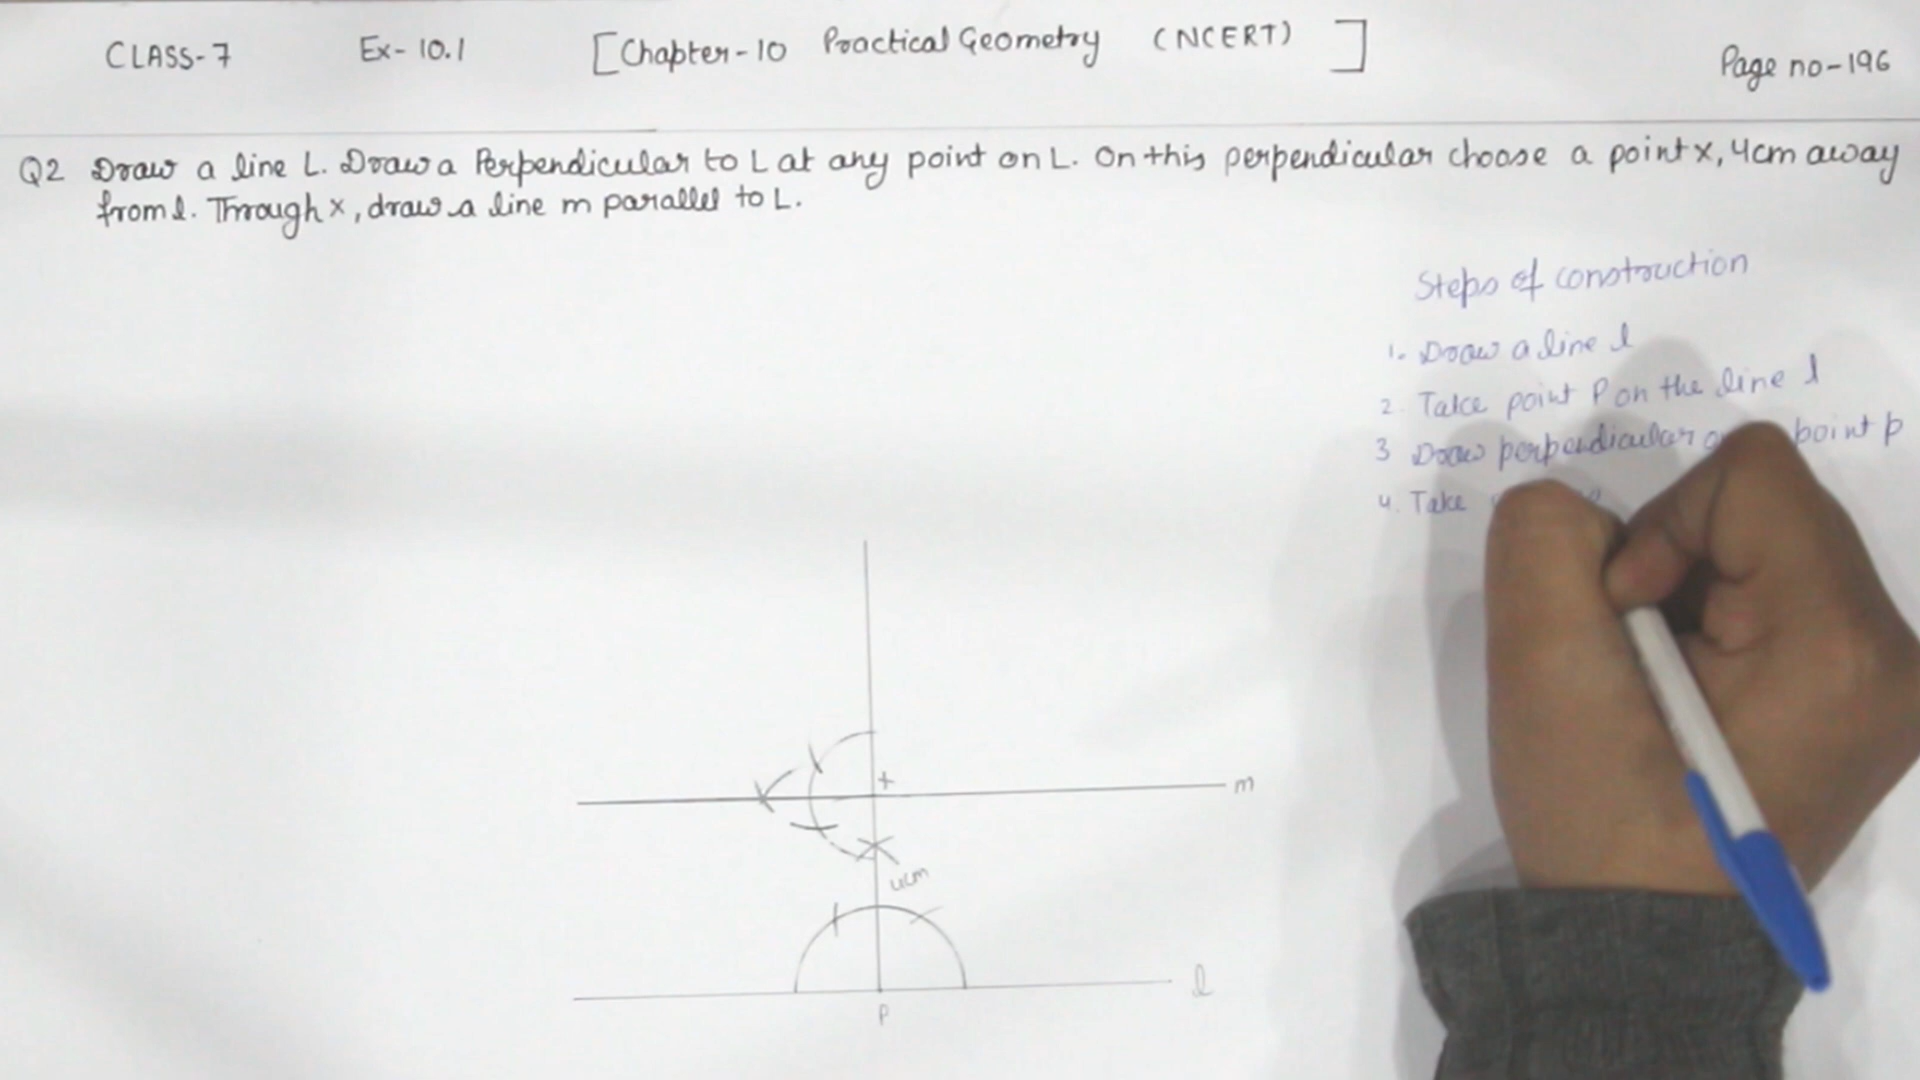 CLASS-7 Ex-10.1 [Chapter-10 Practical Geometry (NCERT)]
Page no-196
Q2 Draw a line L. Draw a Perpendicular to L at any point on L. On this perpendicular choose a point x, 4cm away
from l. Through x, draw a line m parallel to L.
Steps of construction
1. Draw a line l
2. Take point P on the line l
3 Draw perpendicular point p
4. Take
x
m
4cm
l
P